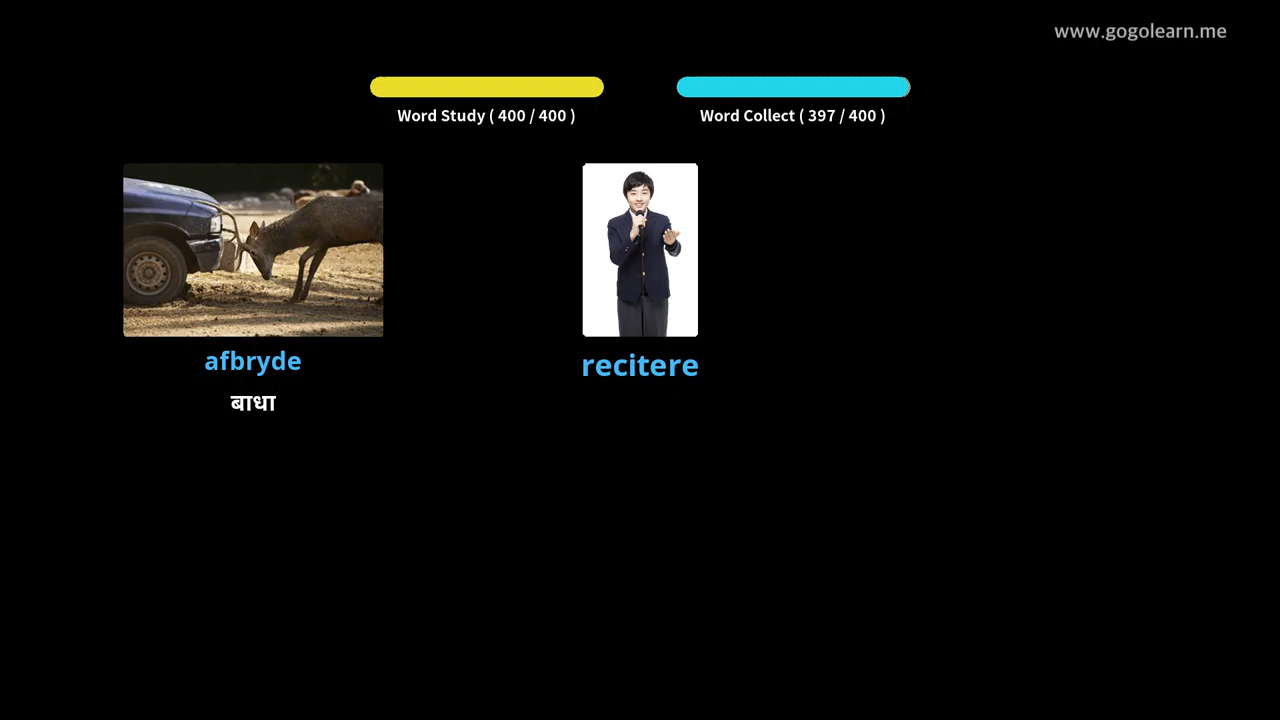 www.gogolearn.me
Word Study ( 400 / 400 )
Word Collect ( 397 / 400 )
afbryde
बाधा
recitere